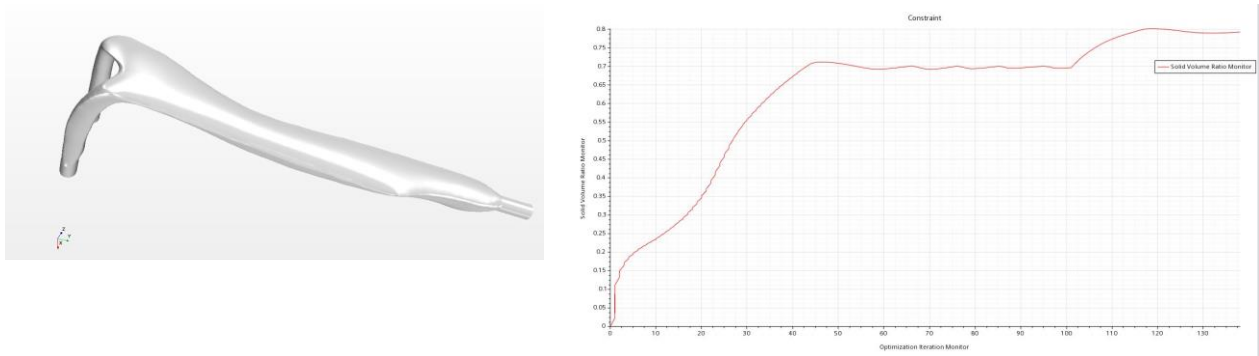 Z
Y
X
Constraint
0.8
0.75
0.7
0.65
0.6
0.55
0.5
0.45
0.4
0.35
0.3
0.25
0.2
0.15
0.1
0.05
0
Solid Volume Ratio Monitor
Solid Volume Ratio Monitor
0 10 20 30 40 50 60 70 80 90 100 110 120 130
Optimization Iteration Monitor